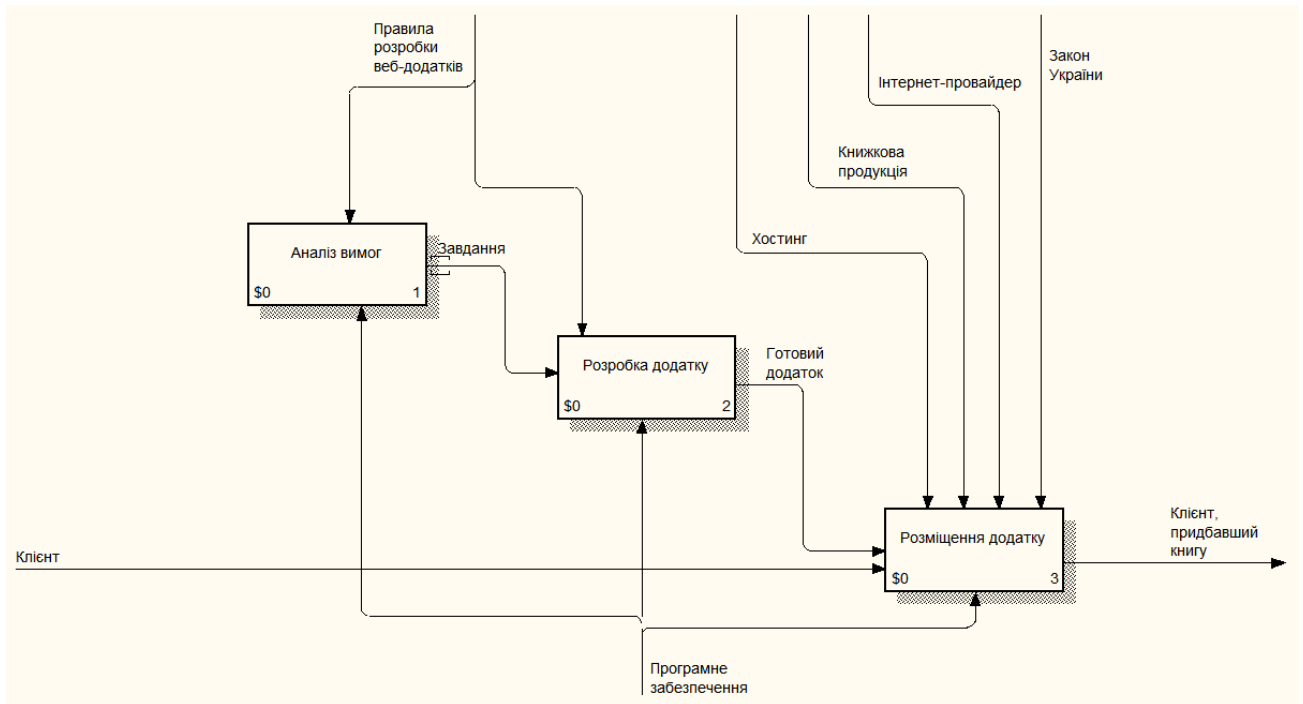 Правила
розробки
веб-додатків
Закон
України
Інтернет-провайдер
Книжкова
продукція
Хостинг
Аналіз вимог
$0 1
Завдання
Розробка додатку
$0 2
Готовий
додаток
Розміщення додатку
$0 3
Клієнт,
придбавший
книгу
Клієнт
Програмне
забезпечення